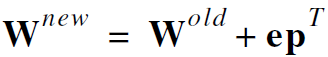 W^new = W^old + ep^T